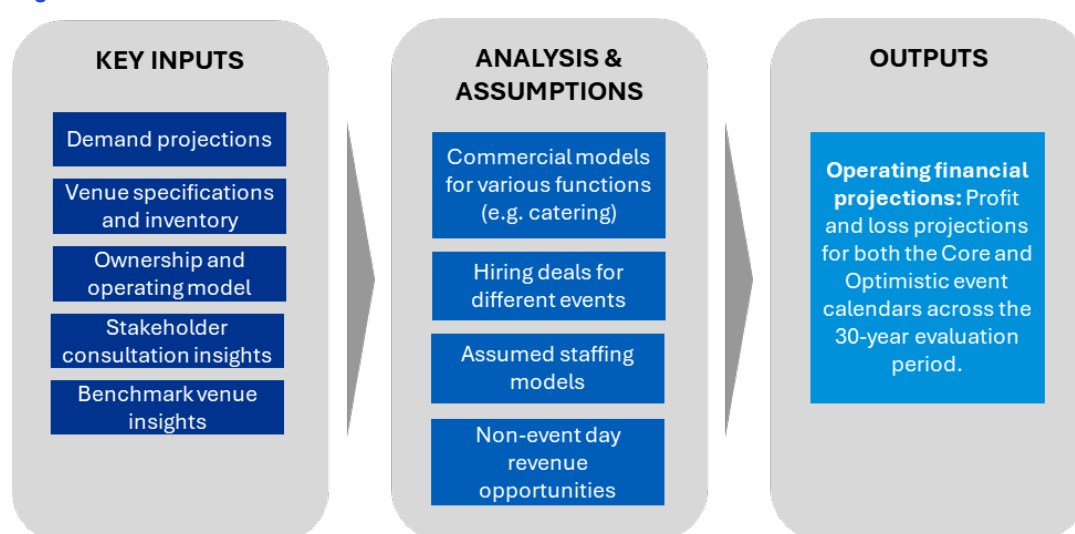 KEY INPUTS
Demand projections
Venue specifications
and inventory
Ownership and
operating model
Stakeholder
consultation insights
Benchmark venue
insights
ANALYSIS &
ASSUMPTIONS
Commercial models
for various functions
(e.g. catering)
Hiring deals for
different events
Assumed staffing
models
Non-event day
revenue
opportunities
OUTPUTS
Operating financial
projections: Profit
and loss projections
for both the Core and
Optimistic event
calendars across the
30-year evaluation
period.